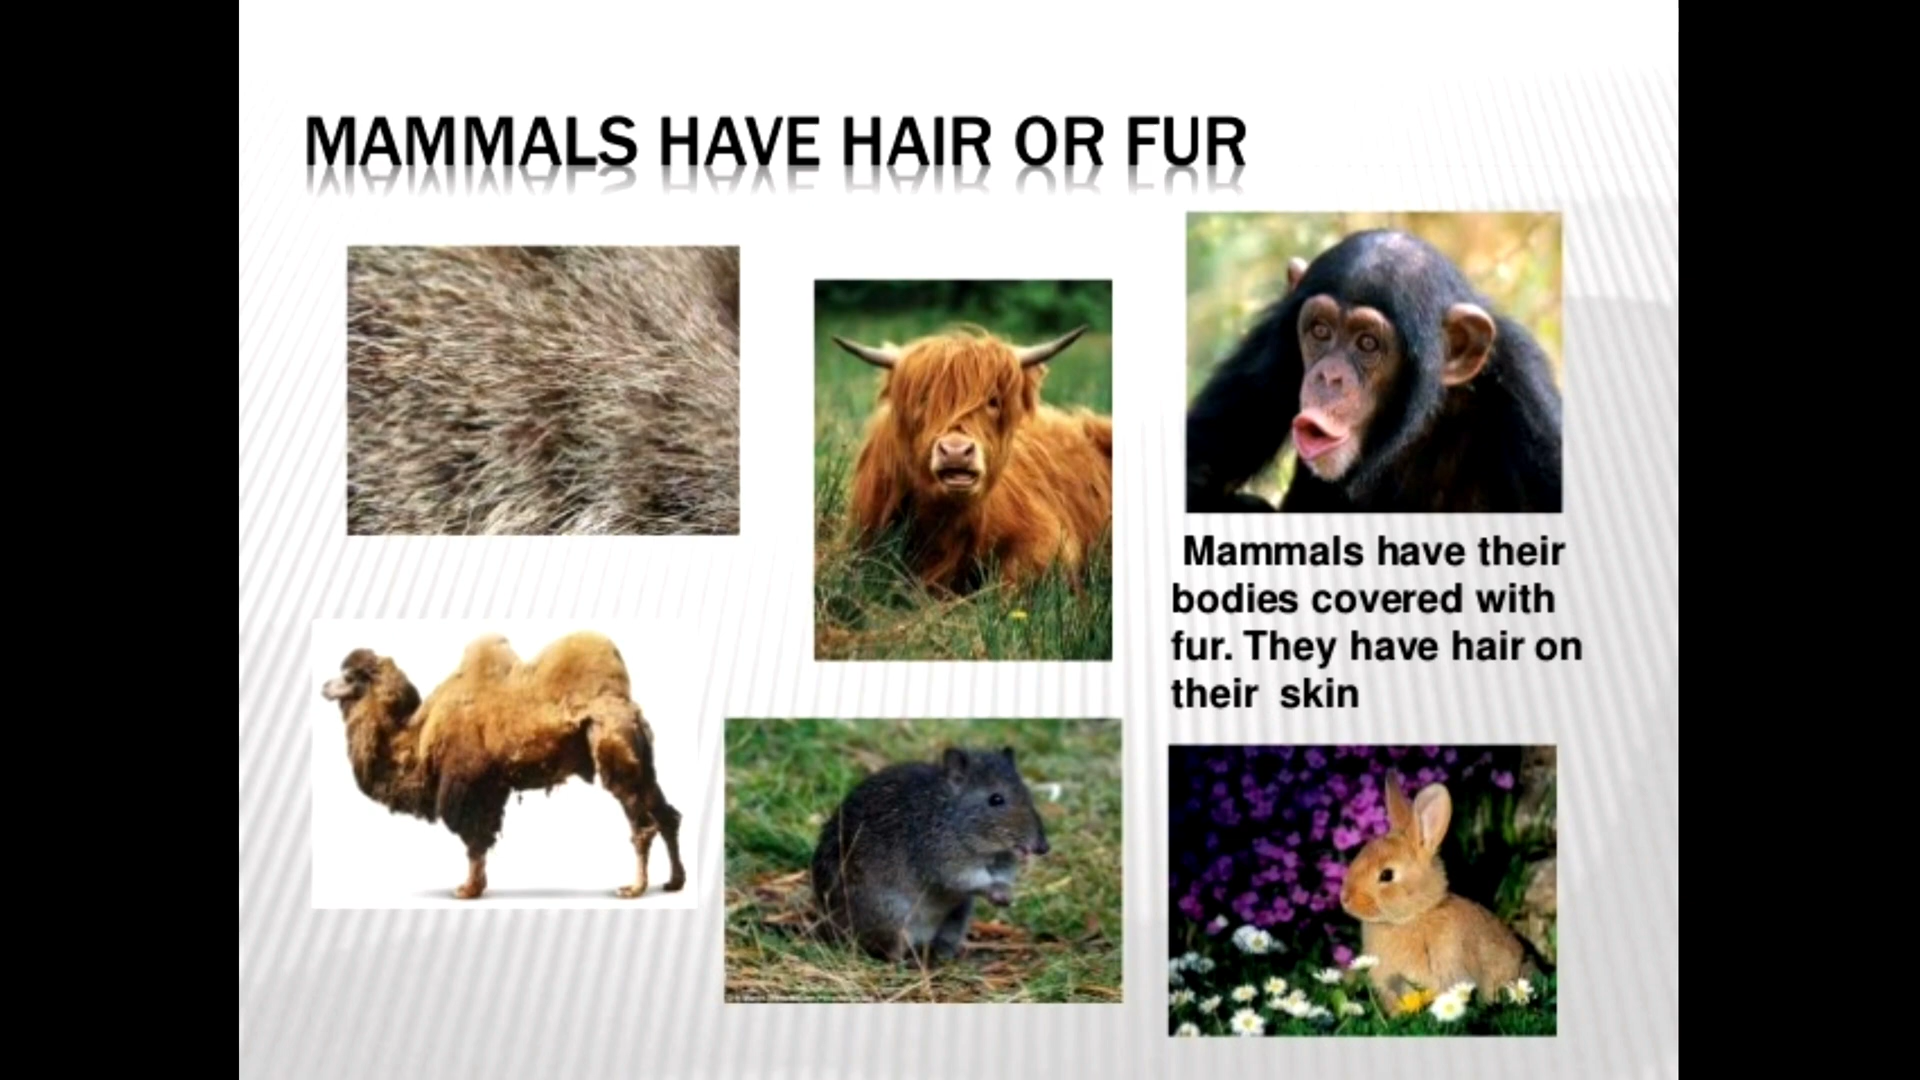 MAMMALS HAVE HAIR OR FUR
Mammals have their
bodies covered with
fur. They have hair on
their skin